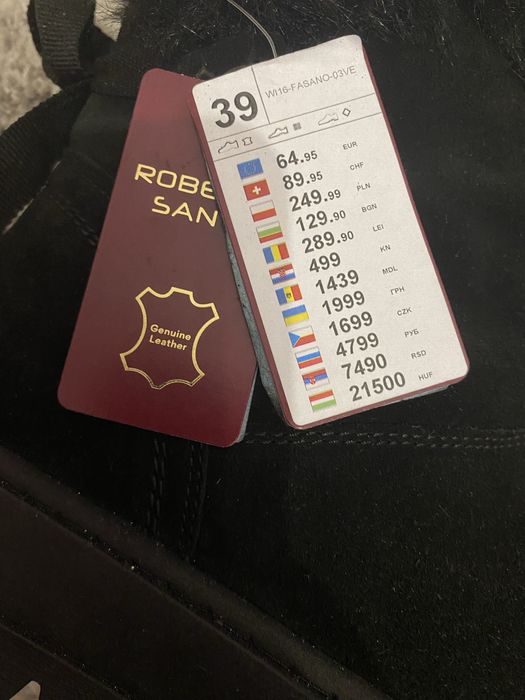 ROBE
SAN
Genuine
Leather
39
WI16-FASANO-03VE
64.95 EUR
89.95 CHF
249.99 PLN
129.90 BGN
289.90 LEI
499 KN
1439 MDL
1999 ГРН
1699 CZK
4799 РУБ
7490 RSD
21500 HUF